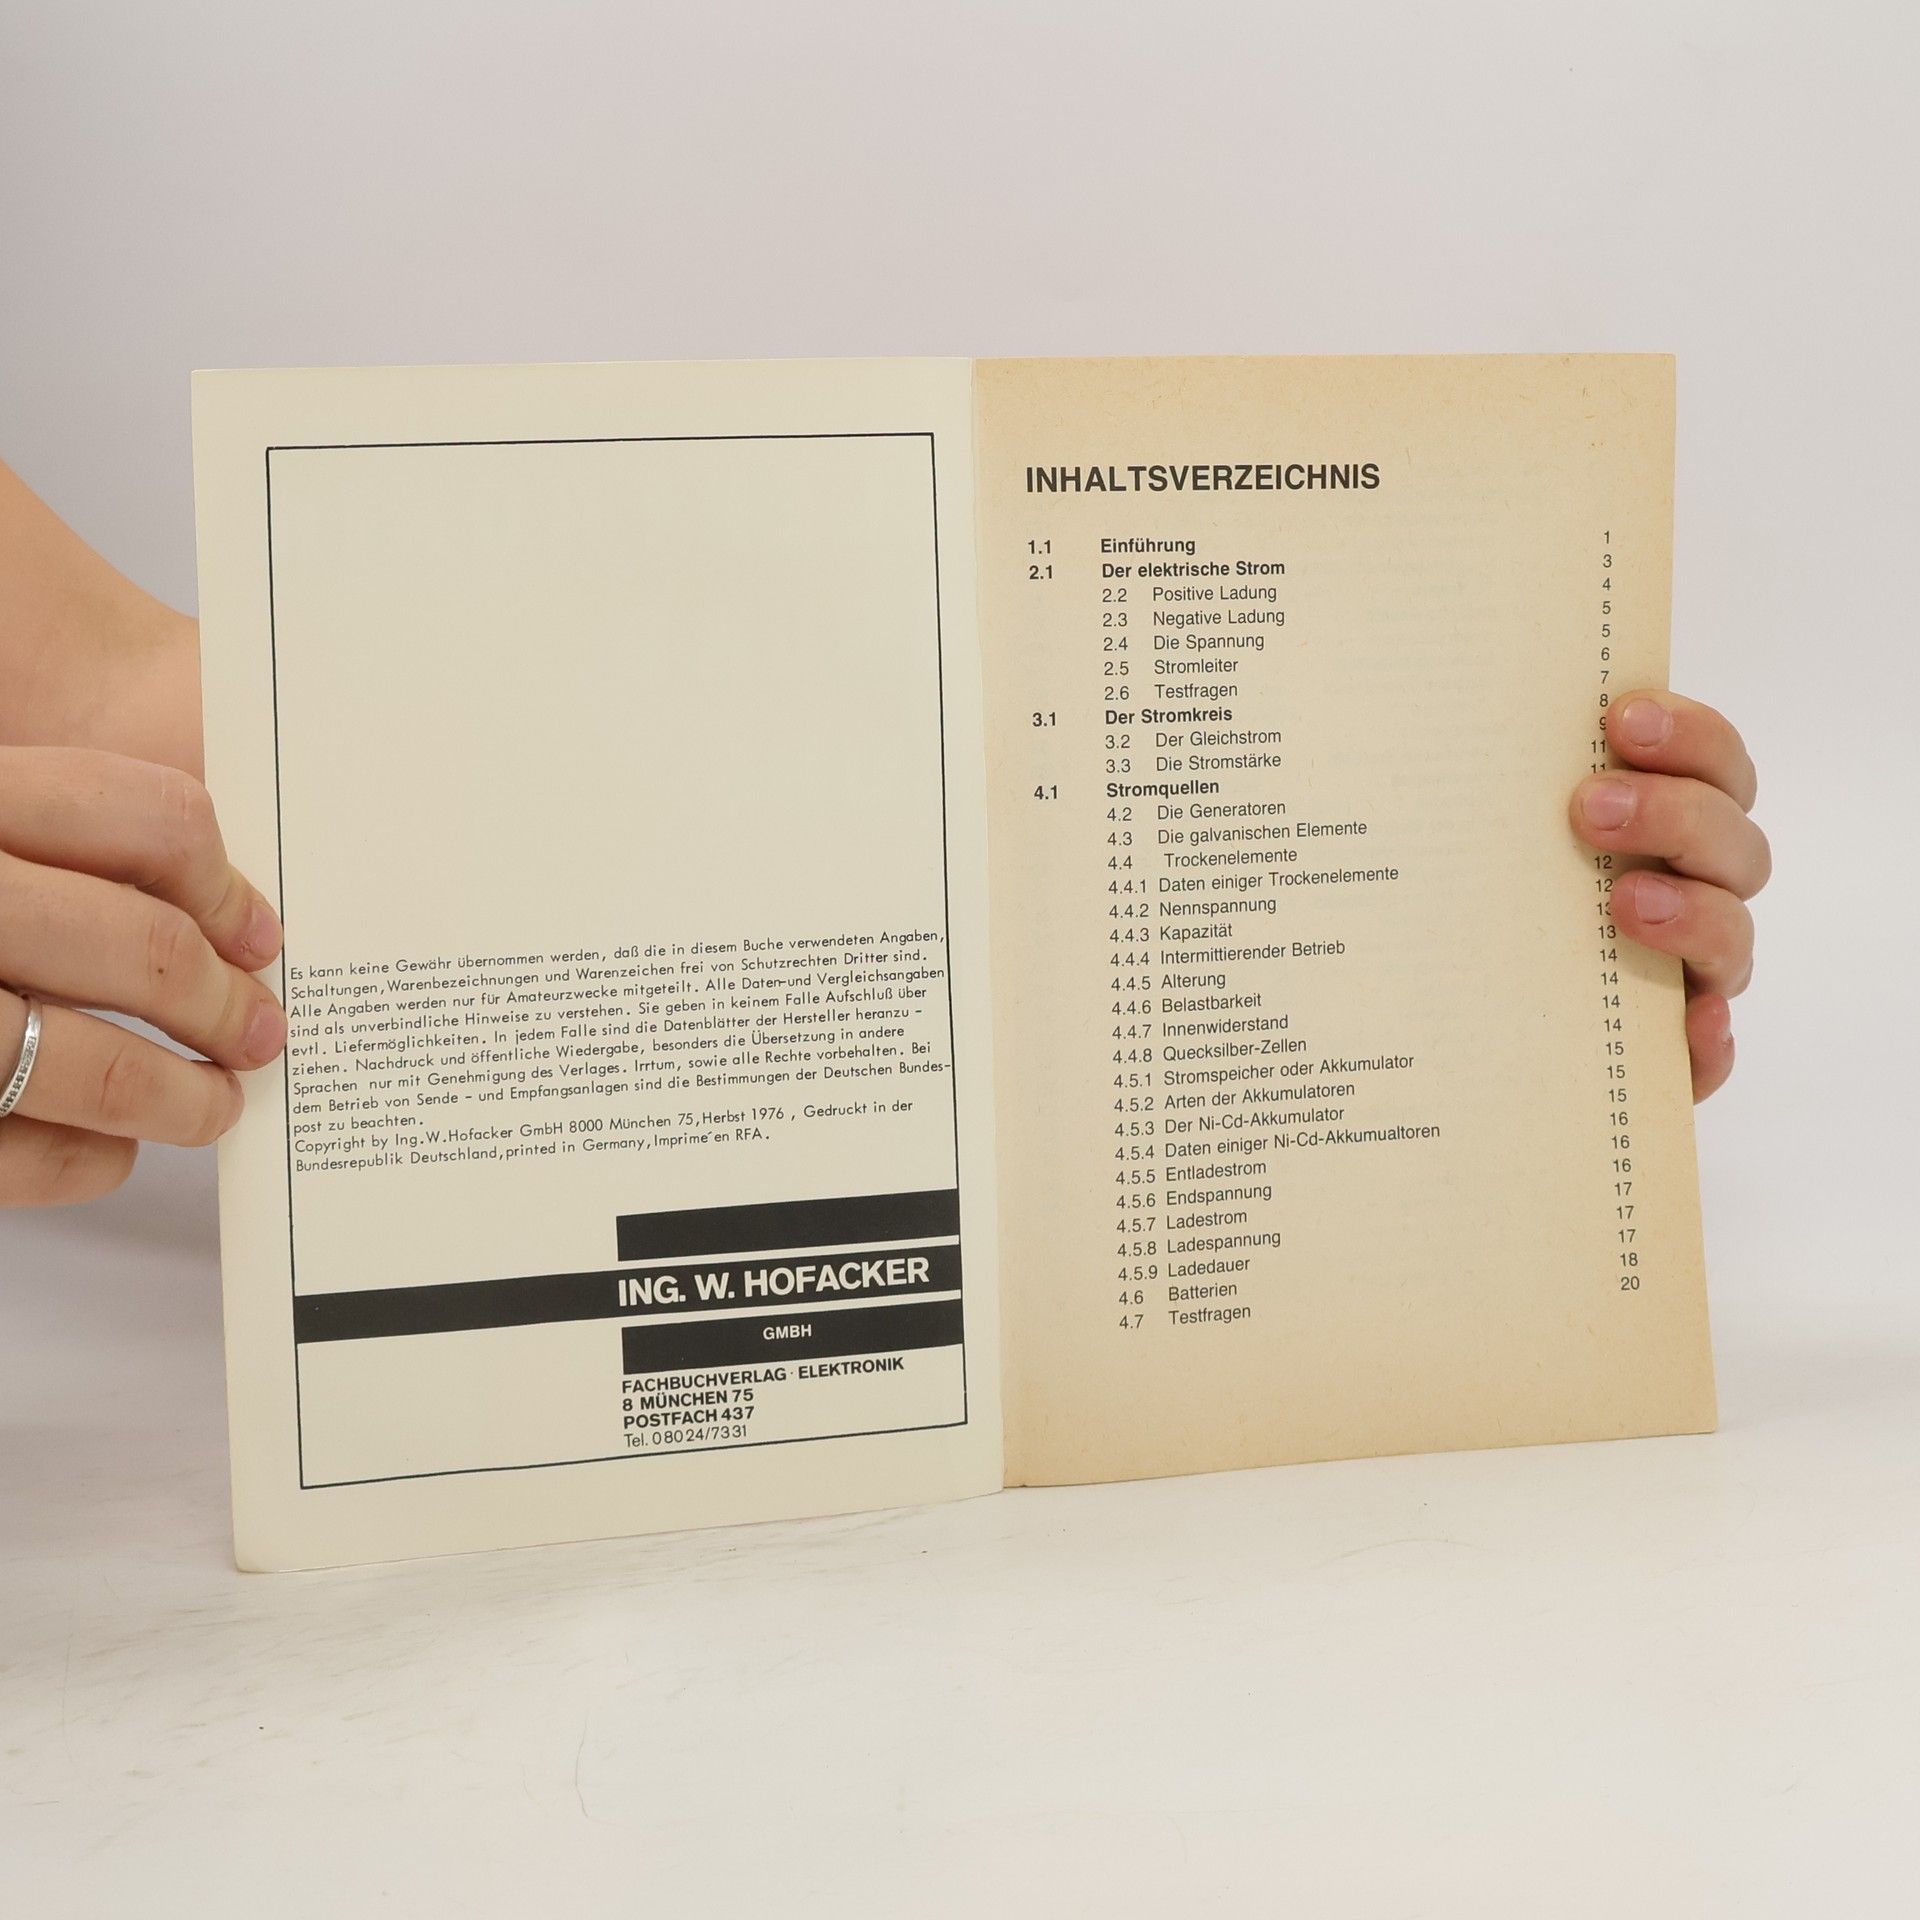 Es kann keine Gewähr übernommen werden, daß die in diesem Buche verwendeten Angaben,
Schaltungen,Warenbezeichnungen und Warenzeichen frei von Schutzrechten Dritter sind.
Alle Angaben werden nur für Amateurzwecke mitgeteilt. Alle Daten-und Vergleichsangaben
sind als unverbindliche Hinweise zu verstehen. Sie geben in keinem Falle Aufschluß über
evtl. Liefermöglichkeiten. In jedem Falle sind die Datenblätter der Hersteller heranzu -
ziehen. Nachdruck und öffentliche Wiedergabe, besonders die Übersetzung in andere
Sprachen nur mit Genehmigung des Verlages. Irrtum, sowie alle Rechte vorbehalten. Bei
dem Betrieb von Sende - und Empfangsanlagen sind die Bestimmungen der Deutschen Bundes-
post zu beachten.
Copyright by Ing.W.Hofacker GmbH 8000 München 75,Herbst 1976 , Gedruckt in der
Bundesrepublik Deutschland,printed in Germany,Imprime´en RFA.
ING. W. HOFACKER
GMBH
FACHBUCHVERLAG · ELEKTRONIK
8 MÜNCHEN 75
POSTFACH 437
Tel. 08024/7331
INHALTSVERZEICHNIS
1.1 Einführung 1
2.1 Der elektrische Strom 3
2.2 Positive Ladung 4
2.3 Negative Ladung 5
2.4 Die Spannung 5
2.5 Stromleiter 6
2.6 Testfragen 7
3.1 Der Stromkreis 8
3.2 Der Gleichstrom 9
3.3 Die Stromstärke 11
4.1 Stromquellen 11
4.2 Die Generatoren
4.3 Die galvanischen Elemente
4.4 Trockenelemente
4.4.1 Daten einiger Trockenelemente 12
4.4.2 Nennspannung 12
4.4.3 Kapazität 13
4.4.4 Intermittierender Betrieb 13
4.4.5 Alterung 14
4.4.6 Belastbarkeit 14
4.4.7 Innenwiderstand 14
4.4.8 Quecksilber-Zellen 14
4.5.1 Stromspeicher oder Akkumulator 15
4.5.2 Arten der Akkumulatoren 15
4.5.3 Der Ni-Cd-Akkumulator 15
4.5.4 Daten einiger Ni-Cd-Akkumualtoren 16
4.5.5 Entladestrom 16
4.5.6 Endspannung 16
4.5.7 Ladestrom 17
4.5.8 Ladespannung 17
4.5.9 Ladedauer 17
4.6 Batterien 18
4.7 Testfragen 20